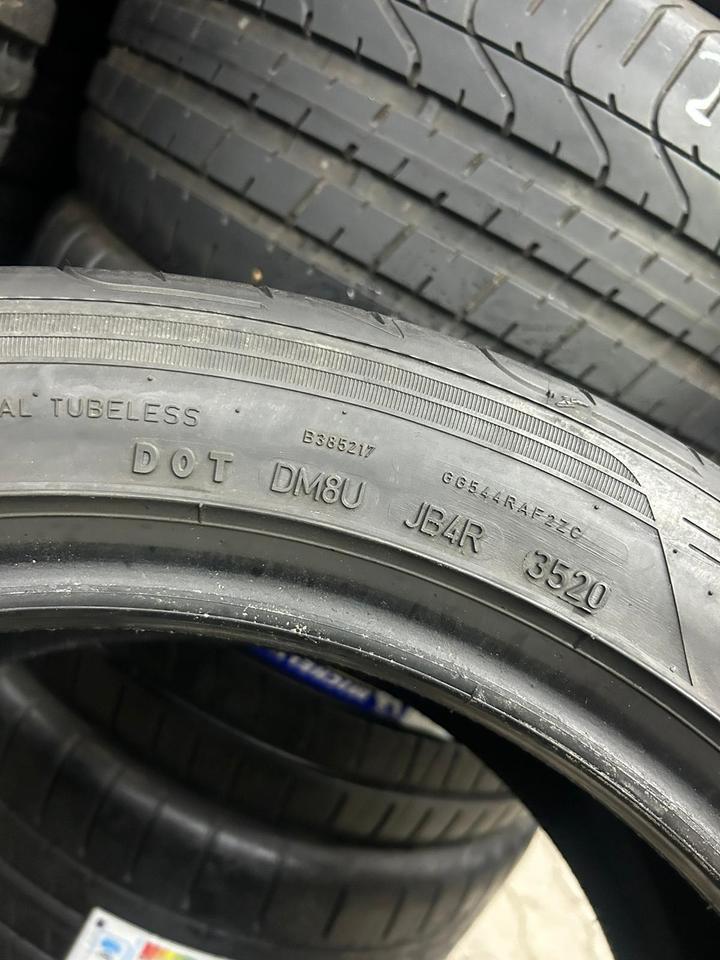 AL TUBELESS
B385217
GG544RAF2ZC
DOT DM8U JB4R 3520